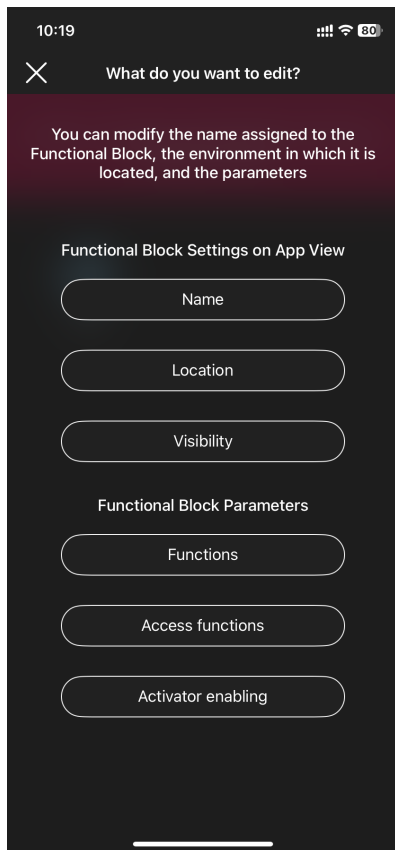 10:19
80
What do you want to edit?
You can modify the name assigned to the
Functional Block, the environment in which it is
located, and the parameters
Functional Block Settings on App View
Name
Location
Visibility
Functional Block Parameters
Functions
Access functions
Activator enabling